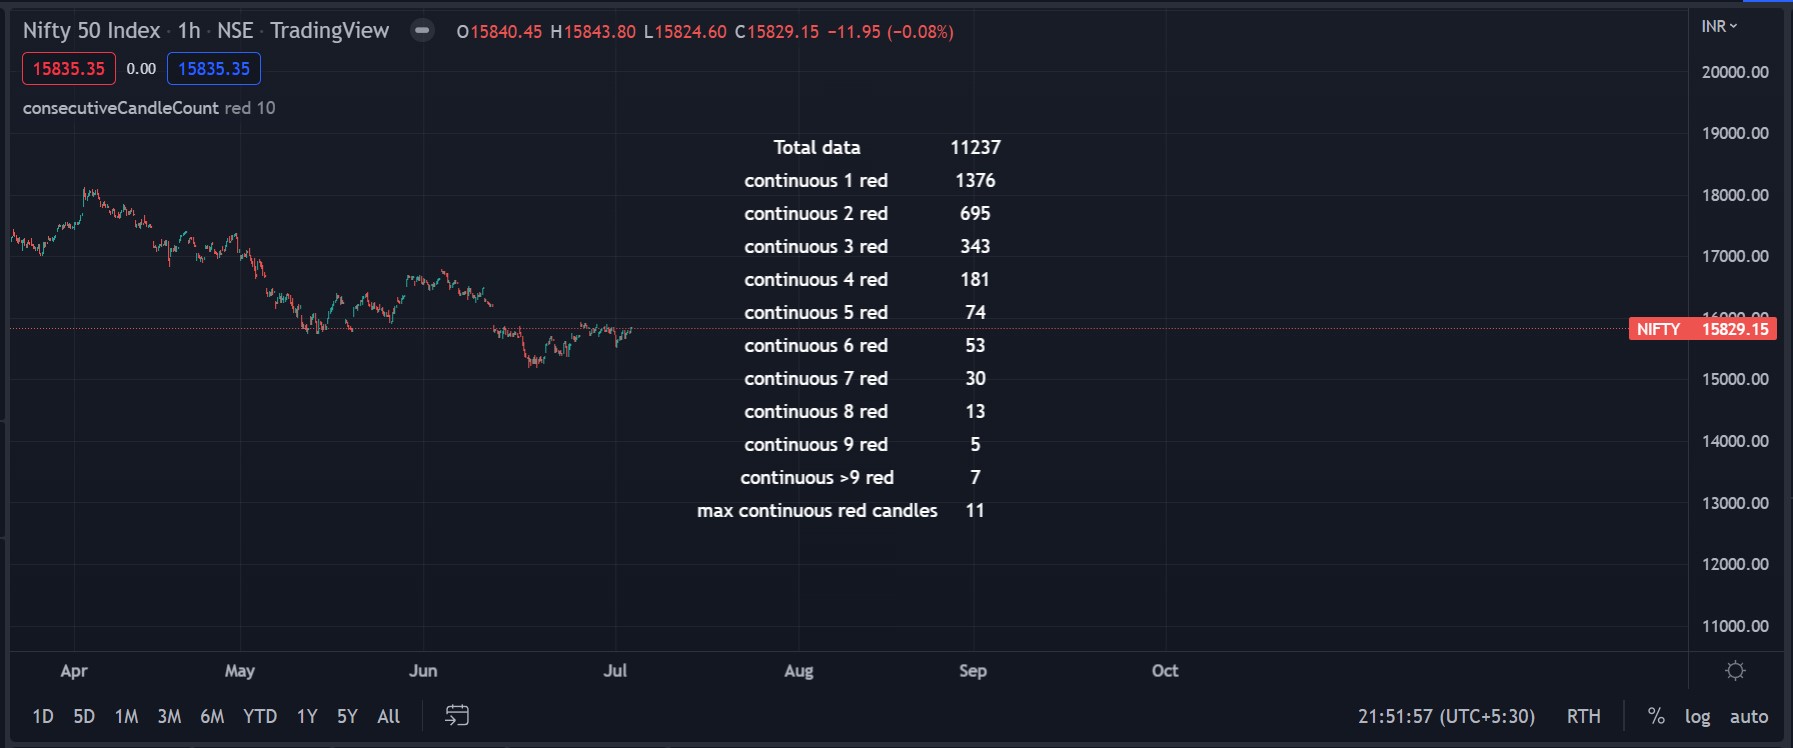 Nifty 50 Index · 1h · NSE · TradingView O15840.45 H15843.80 L15824.60 C15829.15 −11.95 (−0.08%)
INR
15835.35 0.00 15835.35
consecutiveCandleCount red 10
20000.00
19000.00
18000.00
17000.00
16000.00
NIFTY 15829.15
15000.00
14000.00
13000.00
12000.00
11000.00
Total data 11237
continuous 1 red 1376
continuous 2 red 695
continuous 3 red 343
continuous 4 red 181
continuous 5 red 74
continuous 6 red 53
continuous 7 red 30
continuous 8 red 13
continuous 9 red 5
continuous >9 red 7
max continuous red candles 11
Apr May Jun Jul Aug Sep Oct
1D 5D 1M 3M 6M YTD 1Y 5Y All 21:51:57 (UTC+5:30) RTH % log auto